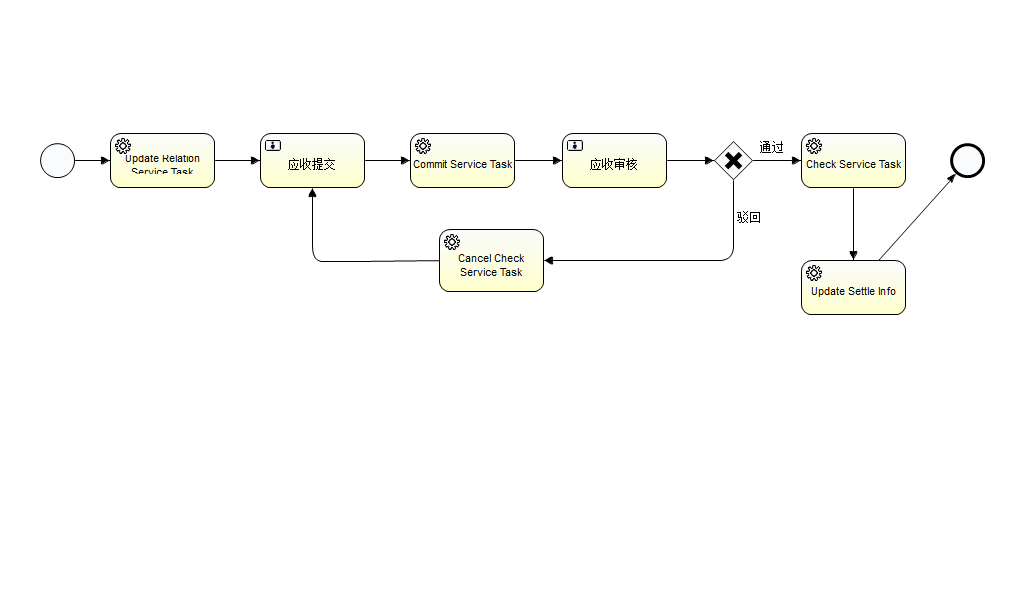 Update Relation
Service Task
应收提交
Commit Service Task
应收审核
通过
Check Service Task
驳回
Cancel Check
Service Task
Update Settle Info